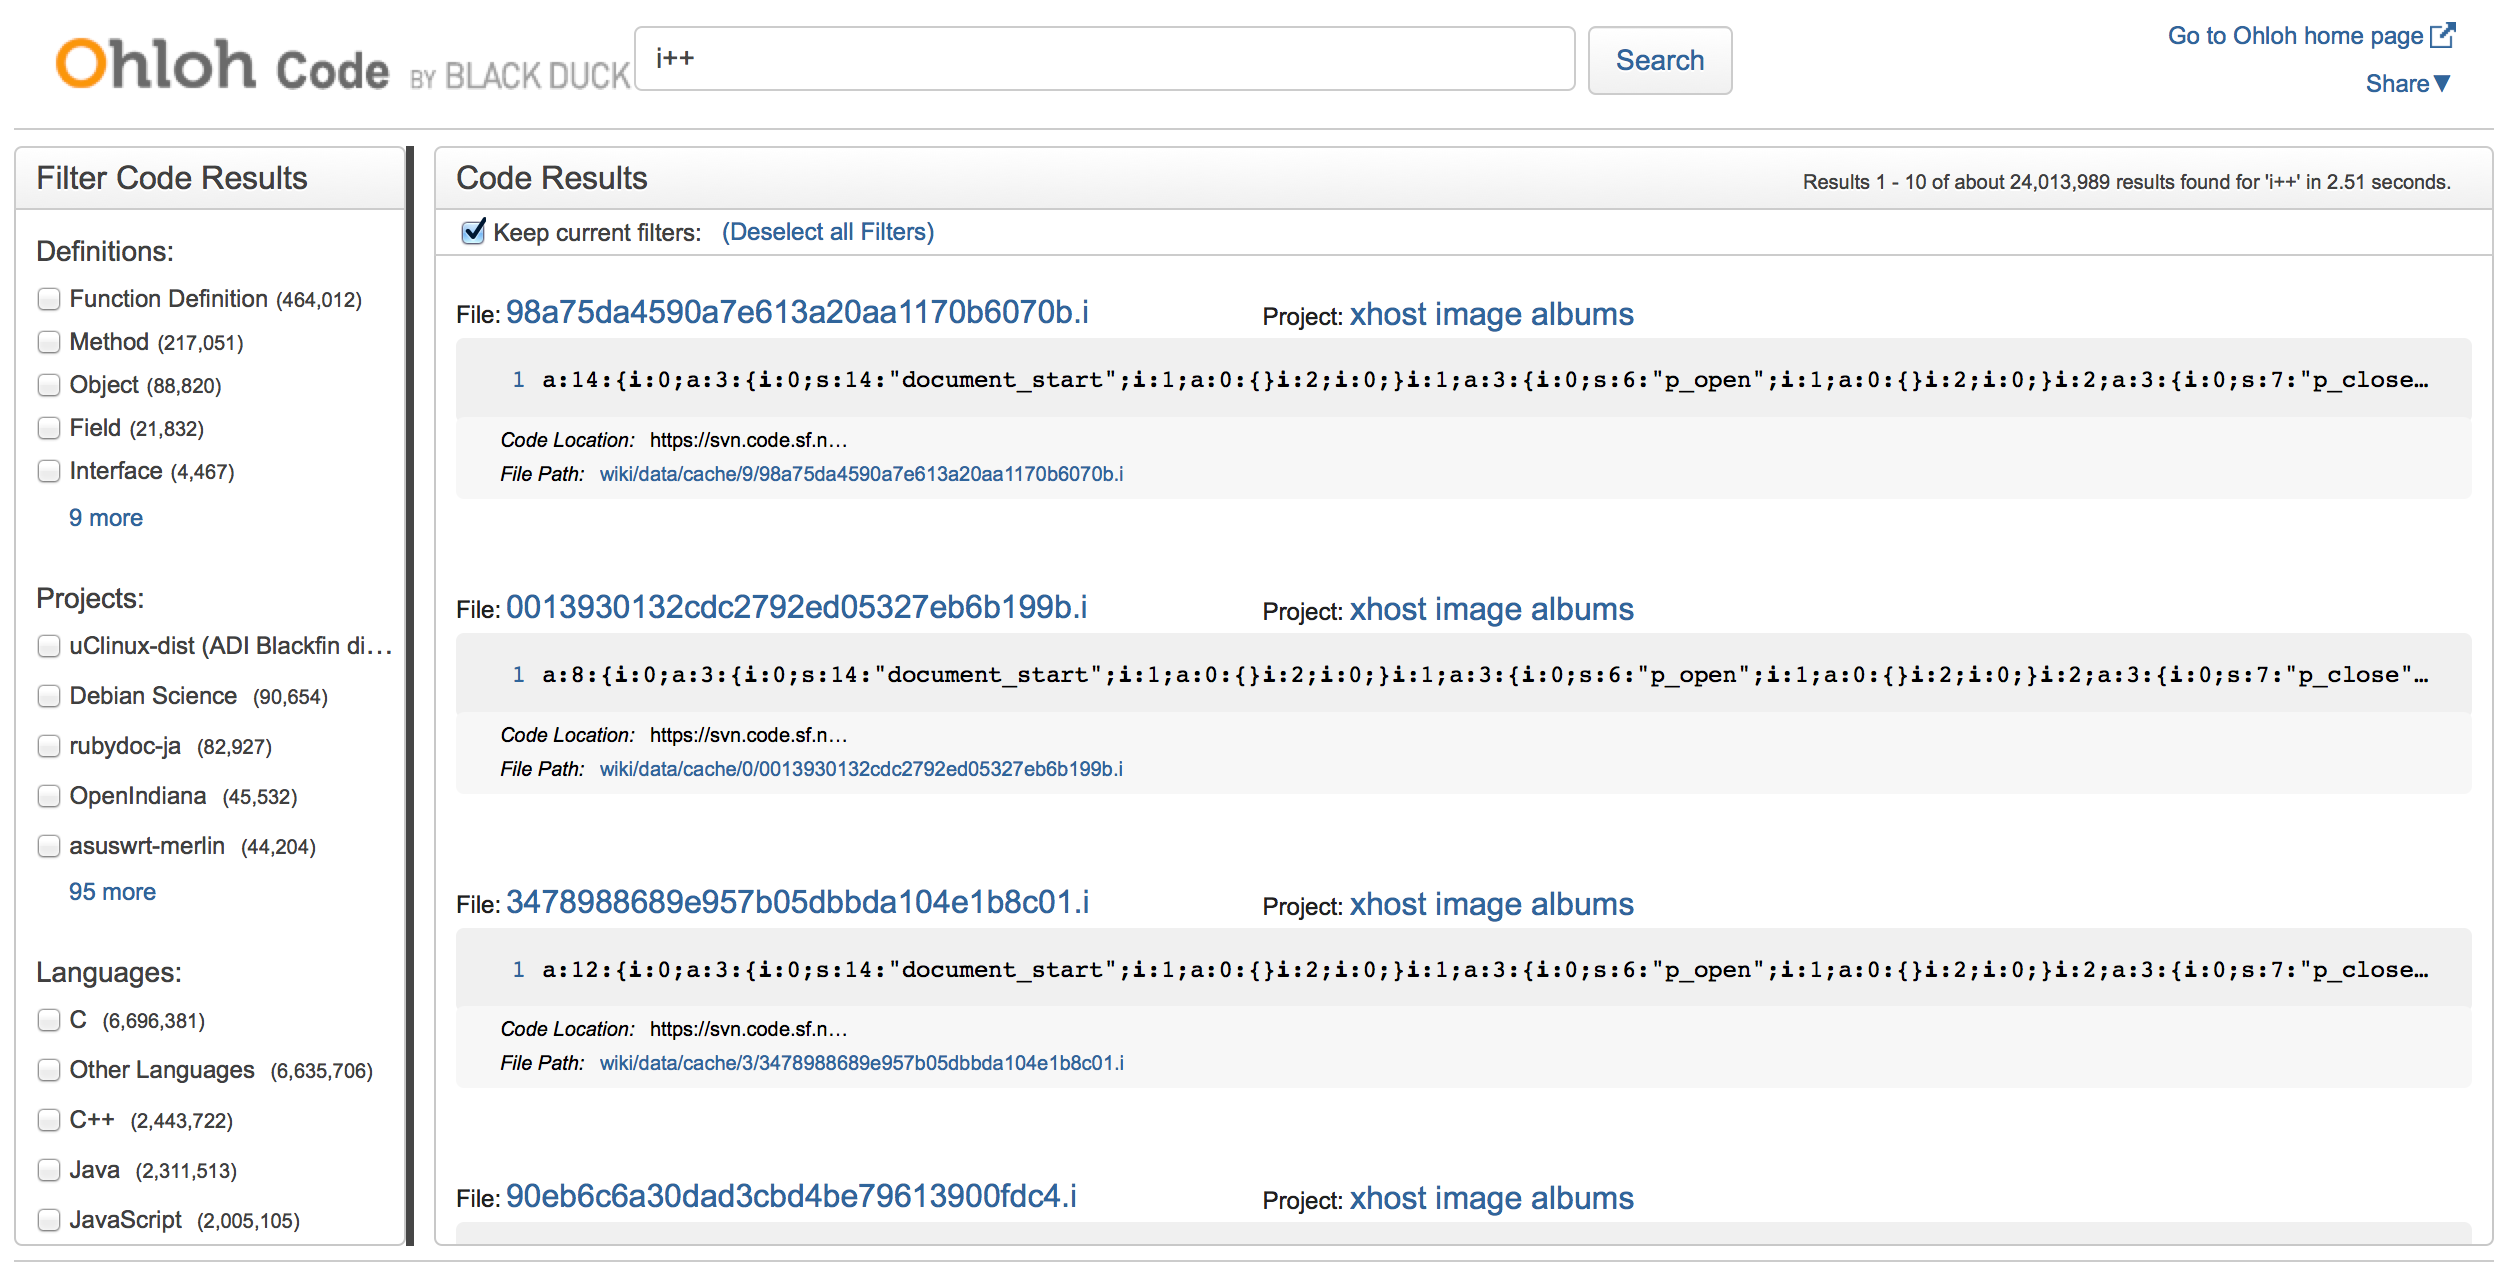 Ohloh Code BY BLACK DUCK
i++
Search
Go to Ohloh home page
Share▼
Filter Code Results
Definitions:
Function Definition (464,012)
Method (217,051)
Object (88,820)
Field (21,832)
Interface (4,467)
9 more
Projects:
uClinux-dist (ADI Blackfin di...
Debian Science (90,654)
rubydoc-ja (82,927)
OpenIndiana (45,532)
asuswrt-merlin (44,204)
95 more
Languages:
C (6,696,381)
Other Languages (6,635,706)
C++ (2,443,722)
Java (2,311,513)
JavaScript (2,005,105)
Code Results
Results 1 - 10 of about 24,013,989 results found for 'i++' in 2.51 seconds.
Keep current filters: (Deselect all Filters)
File: 98a75da4590a7e613a20aa1170b6070b.i Project: xhost image albums
1 a:14:{i:0;a:3:{i:0;s:14:"document_start";i:1;a:0:{}i:2;i:0;}i:1;a:3:{i:0;s:6:"p_open";i:1;a:0:{}i:2;i:0;}i:2;a:3:{i:0;s:7:"p_close...
Code Location: https://svn.code.sf.n...
File Path: wiki/data/cache/9/98a75da4590a7e613a20aa1170b6070b.i
File: 0013930132cdc2792ed05327eb6b199b.i Project: xhost image albums
1 a:8:{i:0;a:3:{i:0;s:14:"document_start";i:1;a:0:{}i:2;i:0;}i:1;a:3:{i:0;s:6:"p_open";i:1;a:0:{}i:2;i:0;}i:2;a:3:{i:0;s:7:"p_close"...
Code Location: https://svn.code.sf.n...
File Path: wiki/data/cache/0/0013930132cdc2792ed05327eb6b199b.i
File: 3478988689e957b05dbbda104e1b8c01.i Project: xhost image albums
1 a:12:{i:0;a:3:{i:0;s:14:"document_start";i:1;a:0:{}i:2;i:0;}i:1;a:3:{i:0;s:6:"p_open";i:1;a:0:{}i:2;i:0;}i:2;a:3:{i:0;s:7:"p_close...
Code Location: https://svn.code.sf.n...
File Path: wiki/data/cache/3/3478988689e957b05dbbda104e1b8c01.i
File: 90eb6c6a30dad3cbd4be79613900fdc4.i Project: xhost image albums